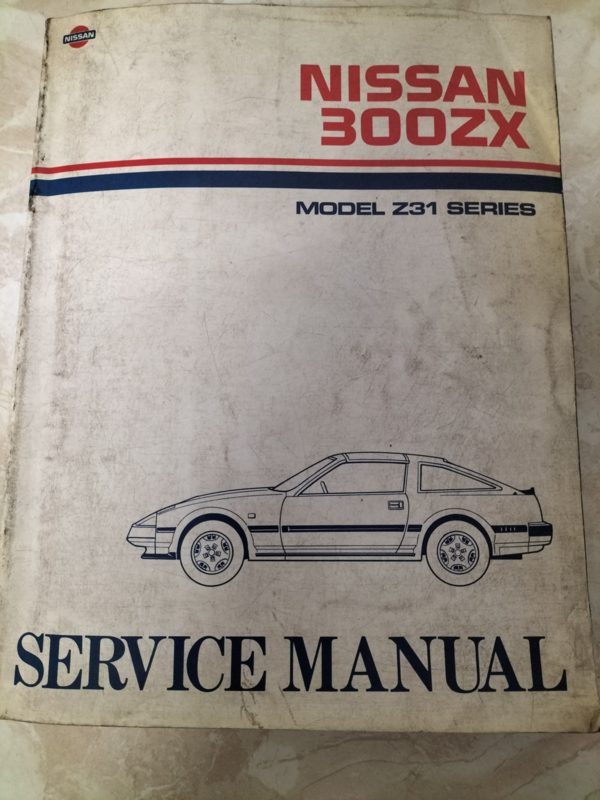 NISSAN
NISSAN
300ZX
MODEL Z31 SERIES
SERVICE MANUAL